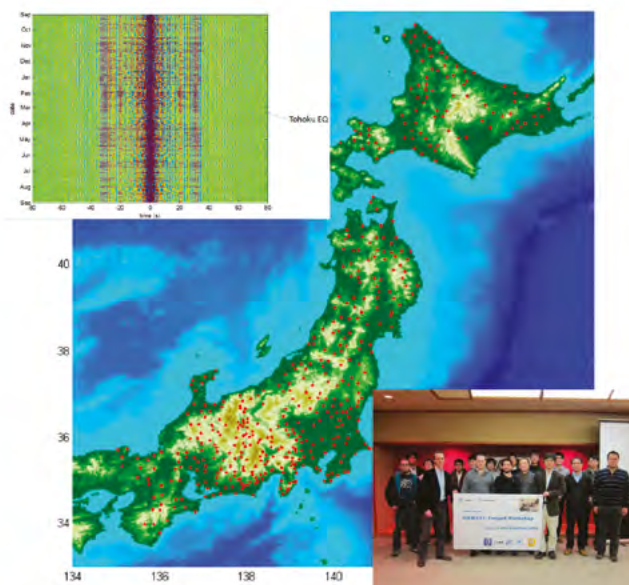 Sep
Oct
Nov
Dec
Jan
Feb
Mar
Apr
May
Jun
Jul
Aug
Sep
date
Tohoku EQ
-80 -60 -40 -20 0 20 40 60 80
time (s)
40
38
36
34
134 136 138 140
Workshop